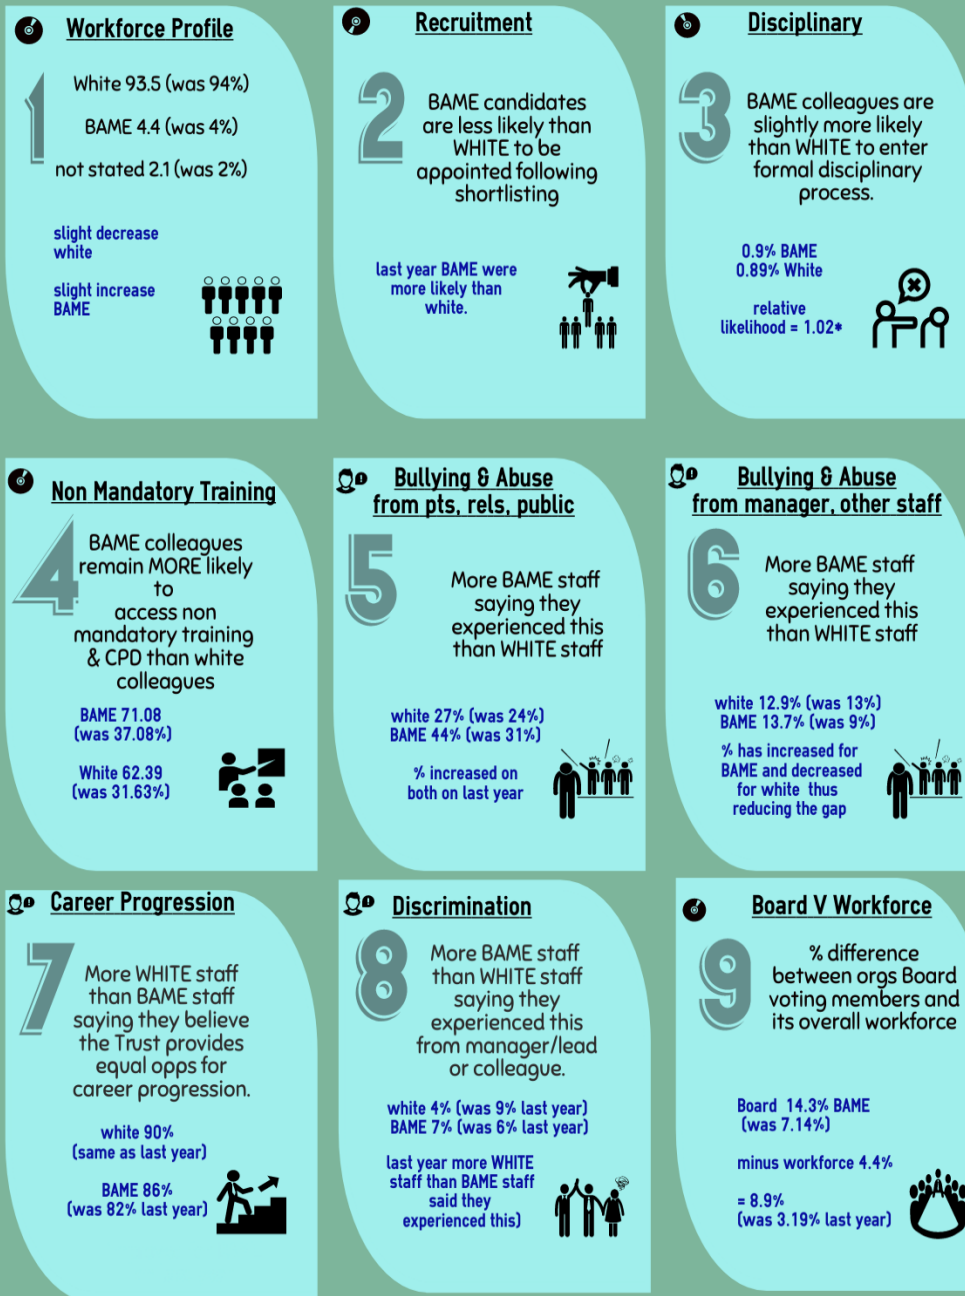 Workforce Profile
1
White 93.5 (was 94%)
BAME 4.4 (was 4%)
not stated 2.1 (was 2%)
slight decrease
white
slight increase
BAME
Recruitment
2
BAME candidates
are less likely than
WHITE to be
appointed following
shortlisting
last year BAME were
more likely than
white.
Disciplinary
3
BAME colleagues are
slightly more likely
than WHITE to enter
formal disciplinary
process.
0.9% BAME
0.89% White
relative
likelihood = 1.02*
Non Mandatory Training
4
BAME colleagues
remain MORE likely
to
access non
mandatory training
& CPD than white
colleagues
BAME 71.08
(was 37.08%)
White 62.39
(was 31.63%)
Bullying & Abuse
from pts, rels, public
5
More BAME staff
saying they
experienced this
than WHITE staff
white 27% (was 24%)
BAME 44% (was 31%)
% increased on
both on last year
Bullying & Abuse
from manager, other staff
6
More BAME staff
saying they
experienced this
than WHITE staff
white 12.9% (was 13%)
BAME 13.7% (was 9%)
% has increased for
BAME and decreased
for white thus
reducing the gap
Career Progression
7
More WHITE staff
than BAME staff
saying they believe
the Trust provides
equal opps for
career progression.
white 90%
(same as last year)
BAME 86%
(was 82% last year)
Discrimination
8
More BAME staff
than WHITE staff
saying they
experienced this
from manager/lead
or colleague.
white 4% (was 9% last year)
BAME 7% (was 6% last year)
last year more WHITE
staff than BAME staff
said they
experienced this)
Board V Workforce
9
% difference
between orgs Board
voting members and
its overall workforce
Board 14.3% BAME
(was 7.14%)
minus workforce 4.4%
= 8.9%
(was 3.19% last year)